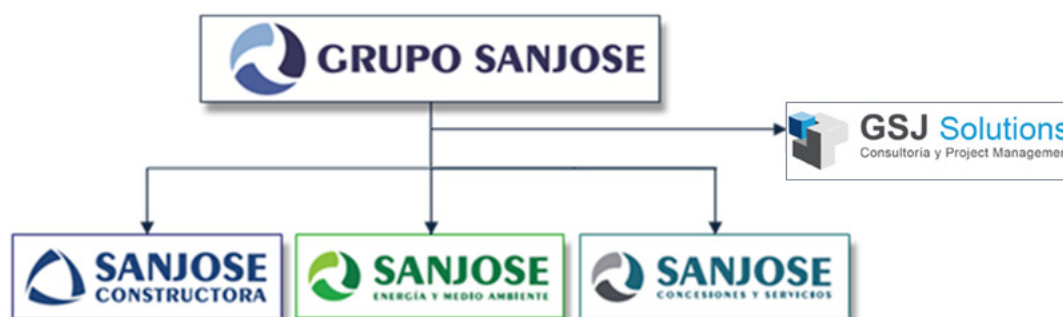 GRUPO SANJOSE
GSJ Solutions
Consultoría y Project Managemen
SANJOSE
CONSTRUCTORA
SANJOSE
ENERGÍA Y MEDIO AMBIENTE
SANJOSE
CONCESIONES Y SERVICIOS